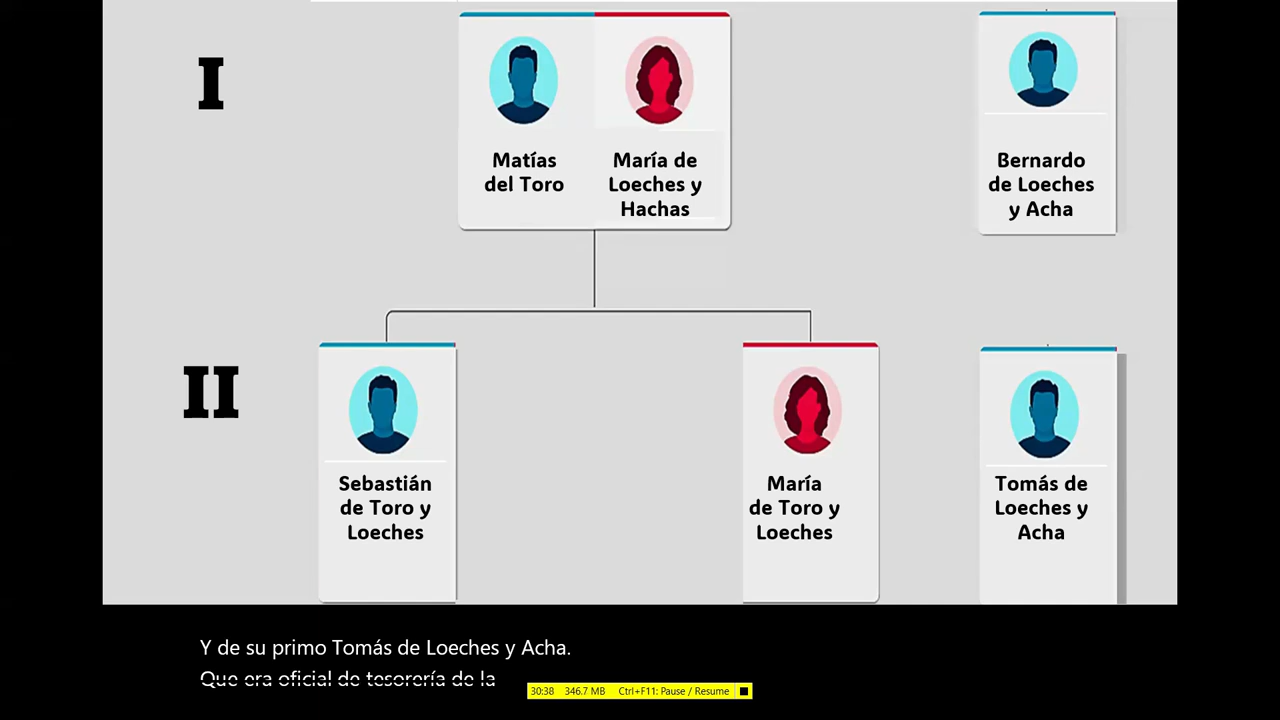 I
Matías
del Toro
María de
Loeches y
Hachas
Bernardo
de Loeches
y Acha
II
Sebastián
de Toro y
Loeches
María
de Toro y
Loeches
Tomás de
Loeches y
Acha
Y de su primo Tomás de Loeches y Acha.
Que era oficial de tesorería de la
30:38 346.7 MB Ctrl+F11: Pause / Resume